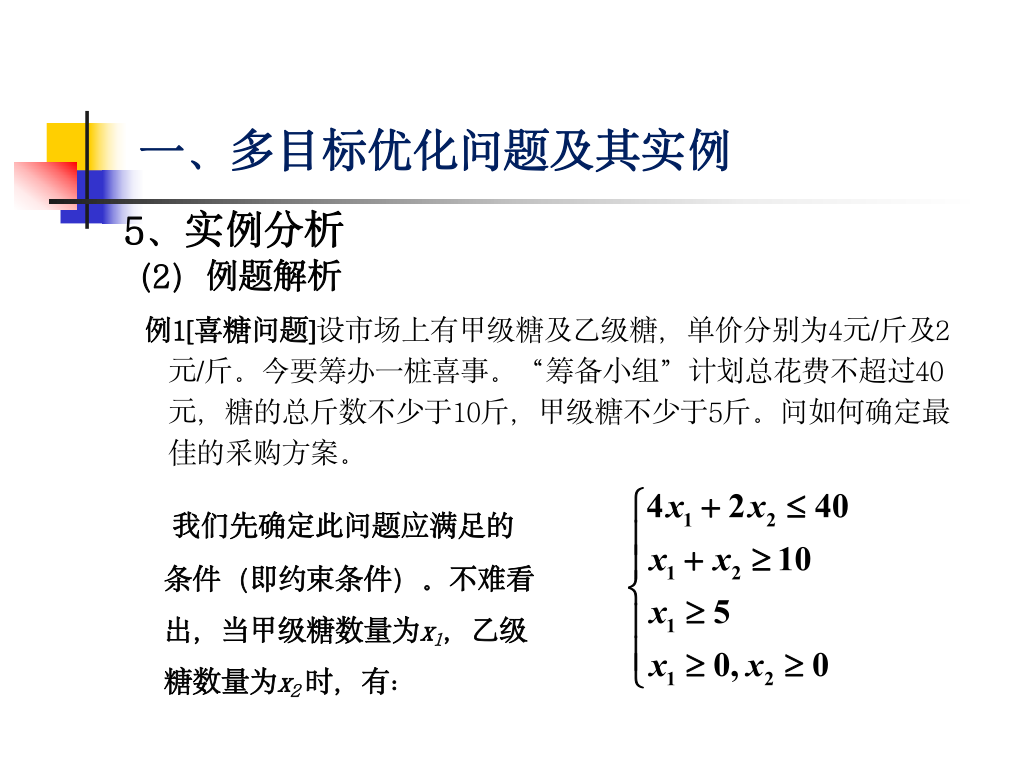 一、多目标优化问题及其实例
5、实例分析
(2) 例题解析
例1[喜糖问题]设市场上有甲级糖及乙级糖，单价分别为4元/斤及2
元/斤。今要筹办一桩喜事。“筹备小组”计划总花费不超过40
元，糖的总斤数不少于10斤，甲级糖不少于5斤。问如何确定最
佳的采购方案。
我们先确定此问题应满足的
条件（即约束条件）。不难看
出，当甲级糖数量为x₁，乙级
糖数量为x₂时，有：
4x₁ + 2x₂ ≤ 40
x₁ + x₂ ≥ 10
x₁ ≥ 5
x₁ ≥ 0, x₂ ≥ 0